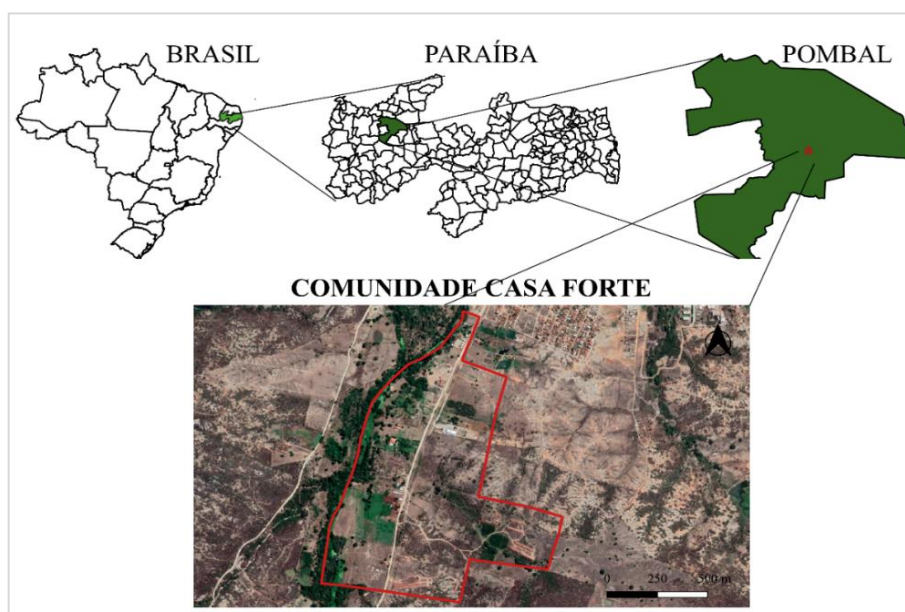 BRASIL
PARAÍBA
POMBAL
COMUNIDADE CASA FORTE
0 250 500 m